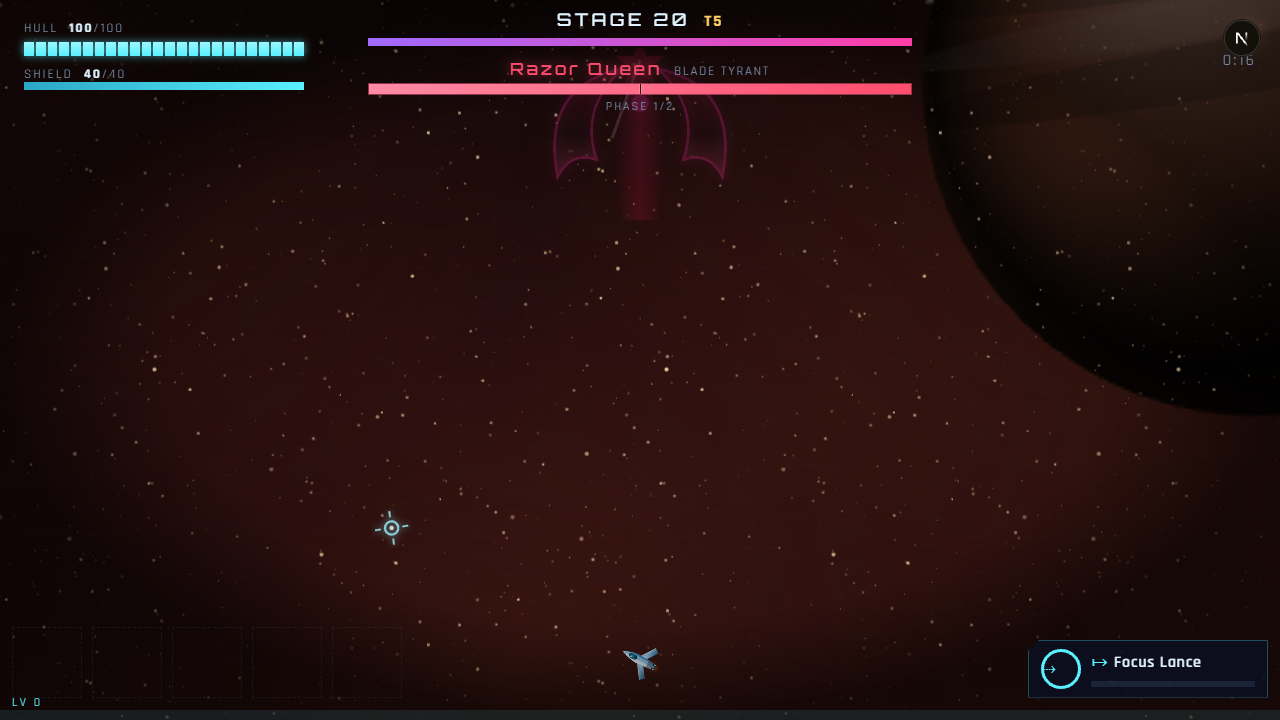 HULL 100/100
SHIELD 40/40
STAGE 20 T5
Razor Queen BLADE TYRANT
PHASE 1/2
N
0:16
Focus Lance
LV 0